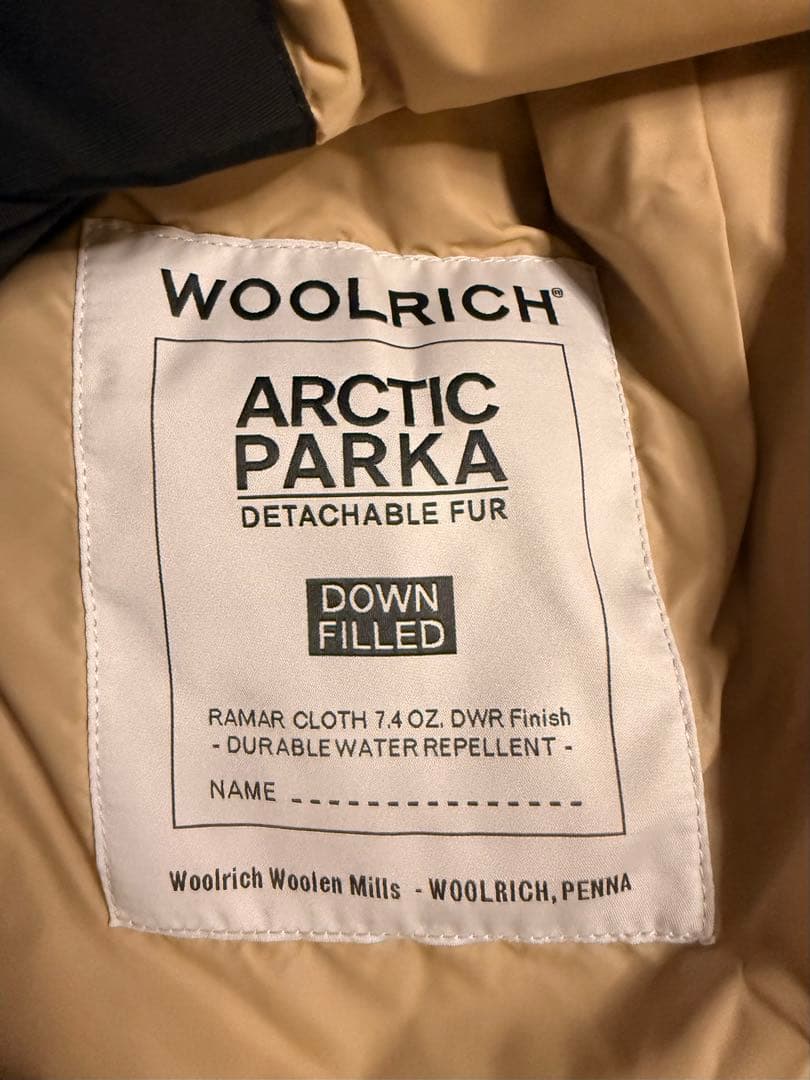 WOOLRICH®
ARCTIC
PARKA
DETACHABLE FUR
DOWN
FILLED
RAMAR CLOTH 7.4 OZ. DWR Finish
- DURABLE WATER REPELLENT -
NAME ________________
Woolrich Woolen Mills - WOOLRICH, PENNA